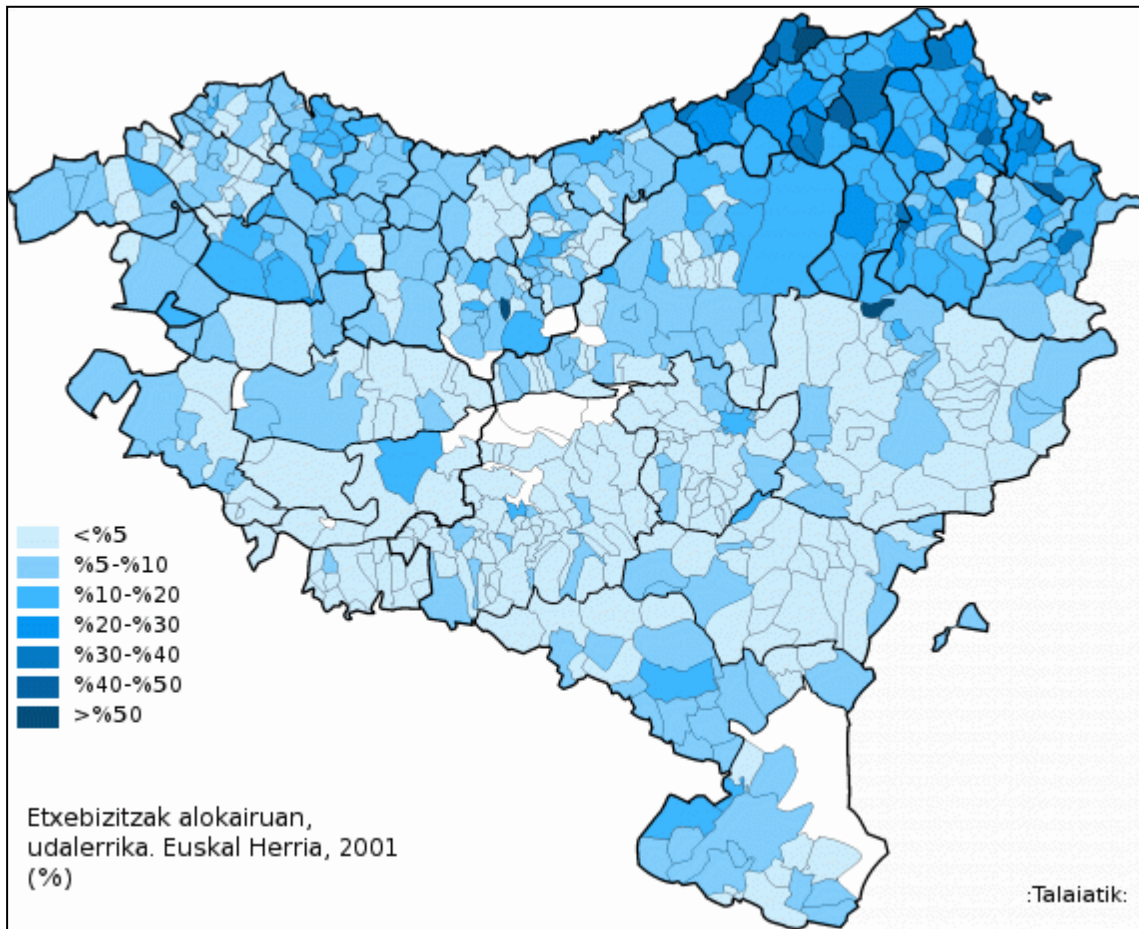 <%5
%5-%10
%10-%20
%20-%30
%30-%40
%40-%50
>%50
Etxebizitzak alokairuan,
udalerrika. Euskal Herria, 2001
(%)
:Talaiatik: